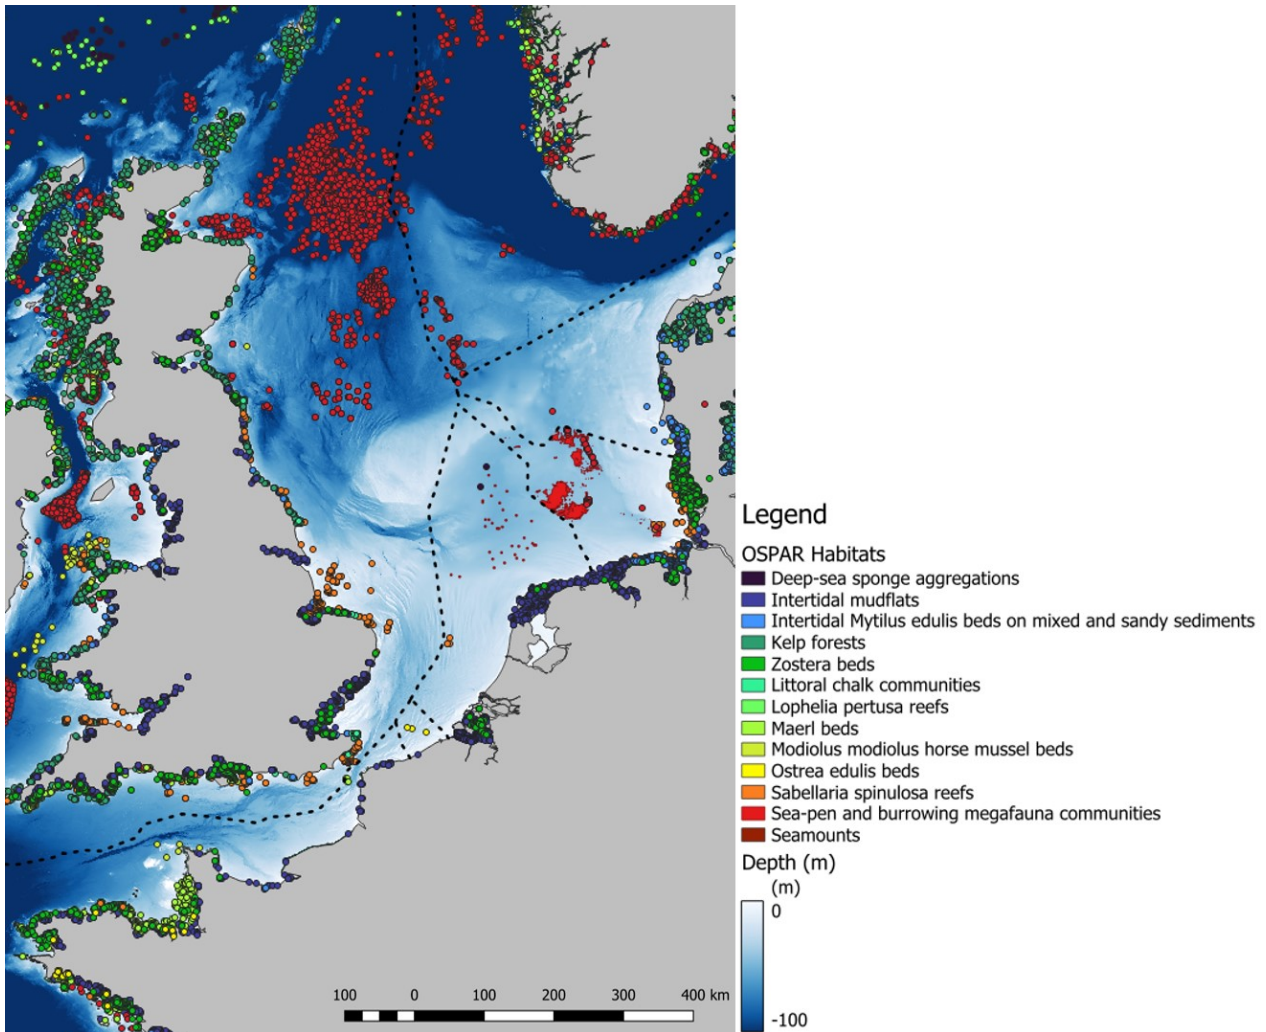 Legend
OSPAR Habitats
Deep-sea sponge aggregations
Intertidal mudflats
Intertidal Mytilus edulis beds on mixed and sandy sediments
Kelp forests
Zostera beds
Littoral chalk communities
Lophelia pertusa reefs
Maerl beds
Modiolus modiolus horse mussel beds
Ostrea edulis beds
Sabellaria spinulosa reefs
Sea-pen and burrowing megafauna communities
Seamounts
Depth (m)
(m)
0
-100
100 0 100 200 300 400 km